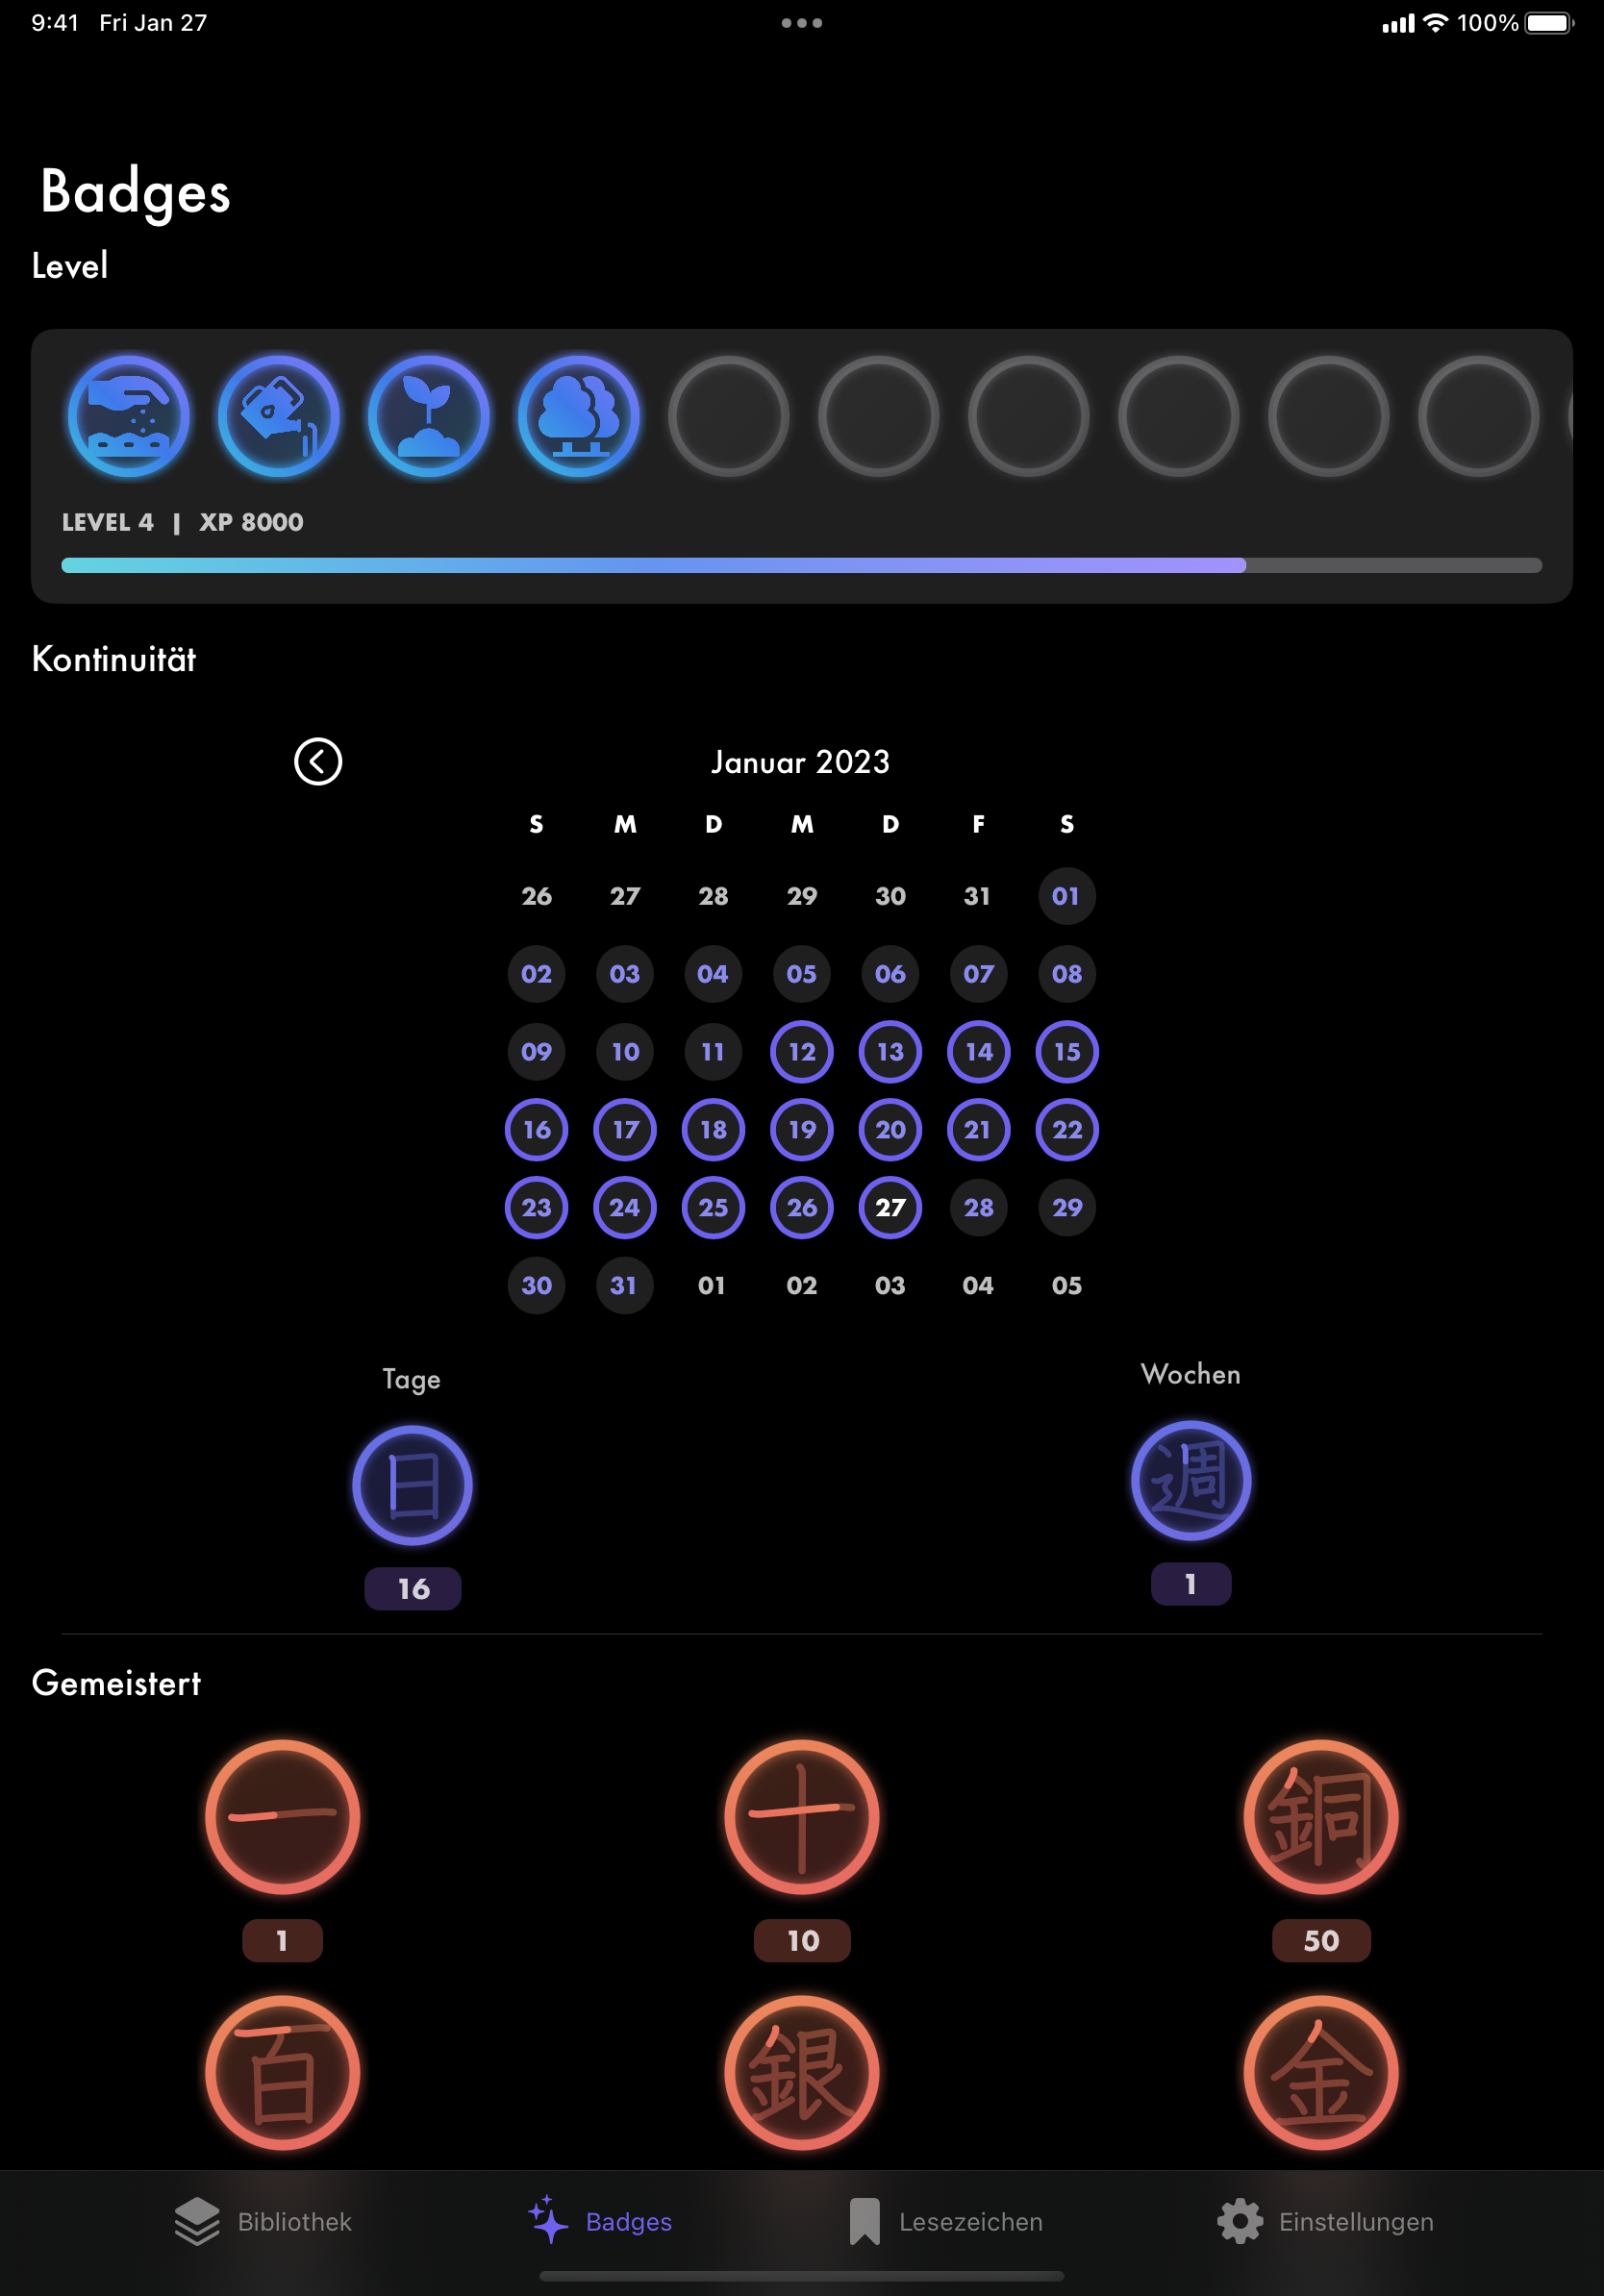 9:41 Fri Jan 27 100%
Badges
Level
LEVEL 4 | XP 8000
Kontinuität
Januar 2023
S M D M D F S
26 27 28 29 30 31 01
02 03 04 05 06 07 08
09 10 11 12 13 14 15
16 17 18 19 20 21 22
23 24 25 26 27 28 29
30 31 01 02 03 04 05
Tage Wochen
日 週
16 1
Gemeistert
一 十 銅
1 10 50
百 銀 金
Bibliothek Badges Lesezeichen Einstellungen